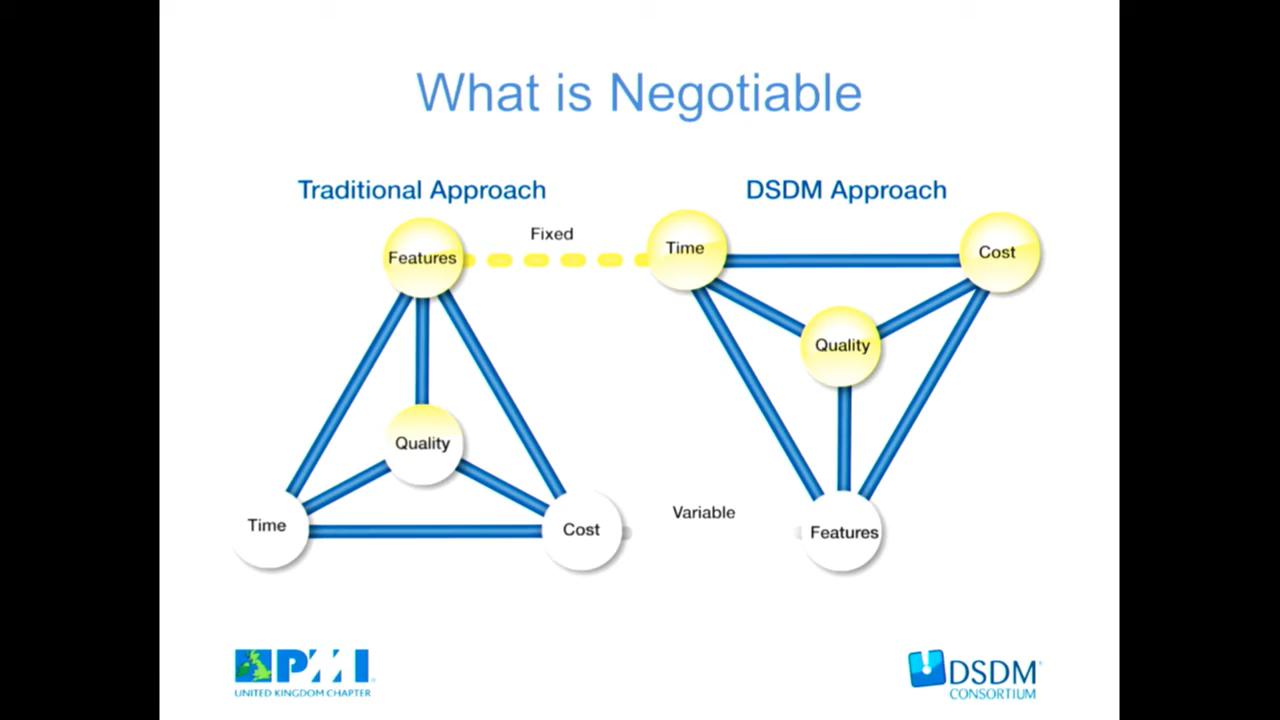 What is Negotiable
Traditional Approach
DSDM Approach
Features
Fixed
Time
Cost
Quality
Quality
Time
Cost
Variable
Features
PMI
UNITED KINGDOM CHAPTER
DSDM
CONSORTIUM